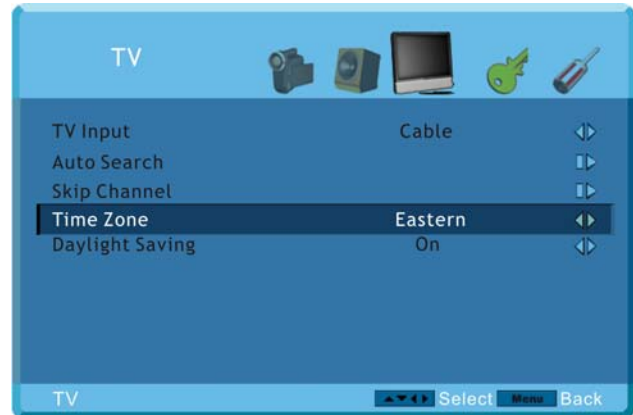 TV
TV Input Cable
Auto Search
Skip Channel
Time Zone Eastern
Daylight Saving On
TV Select Menu Back